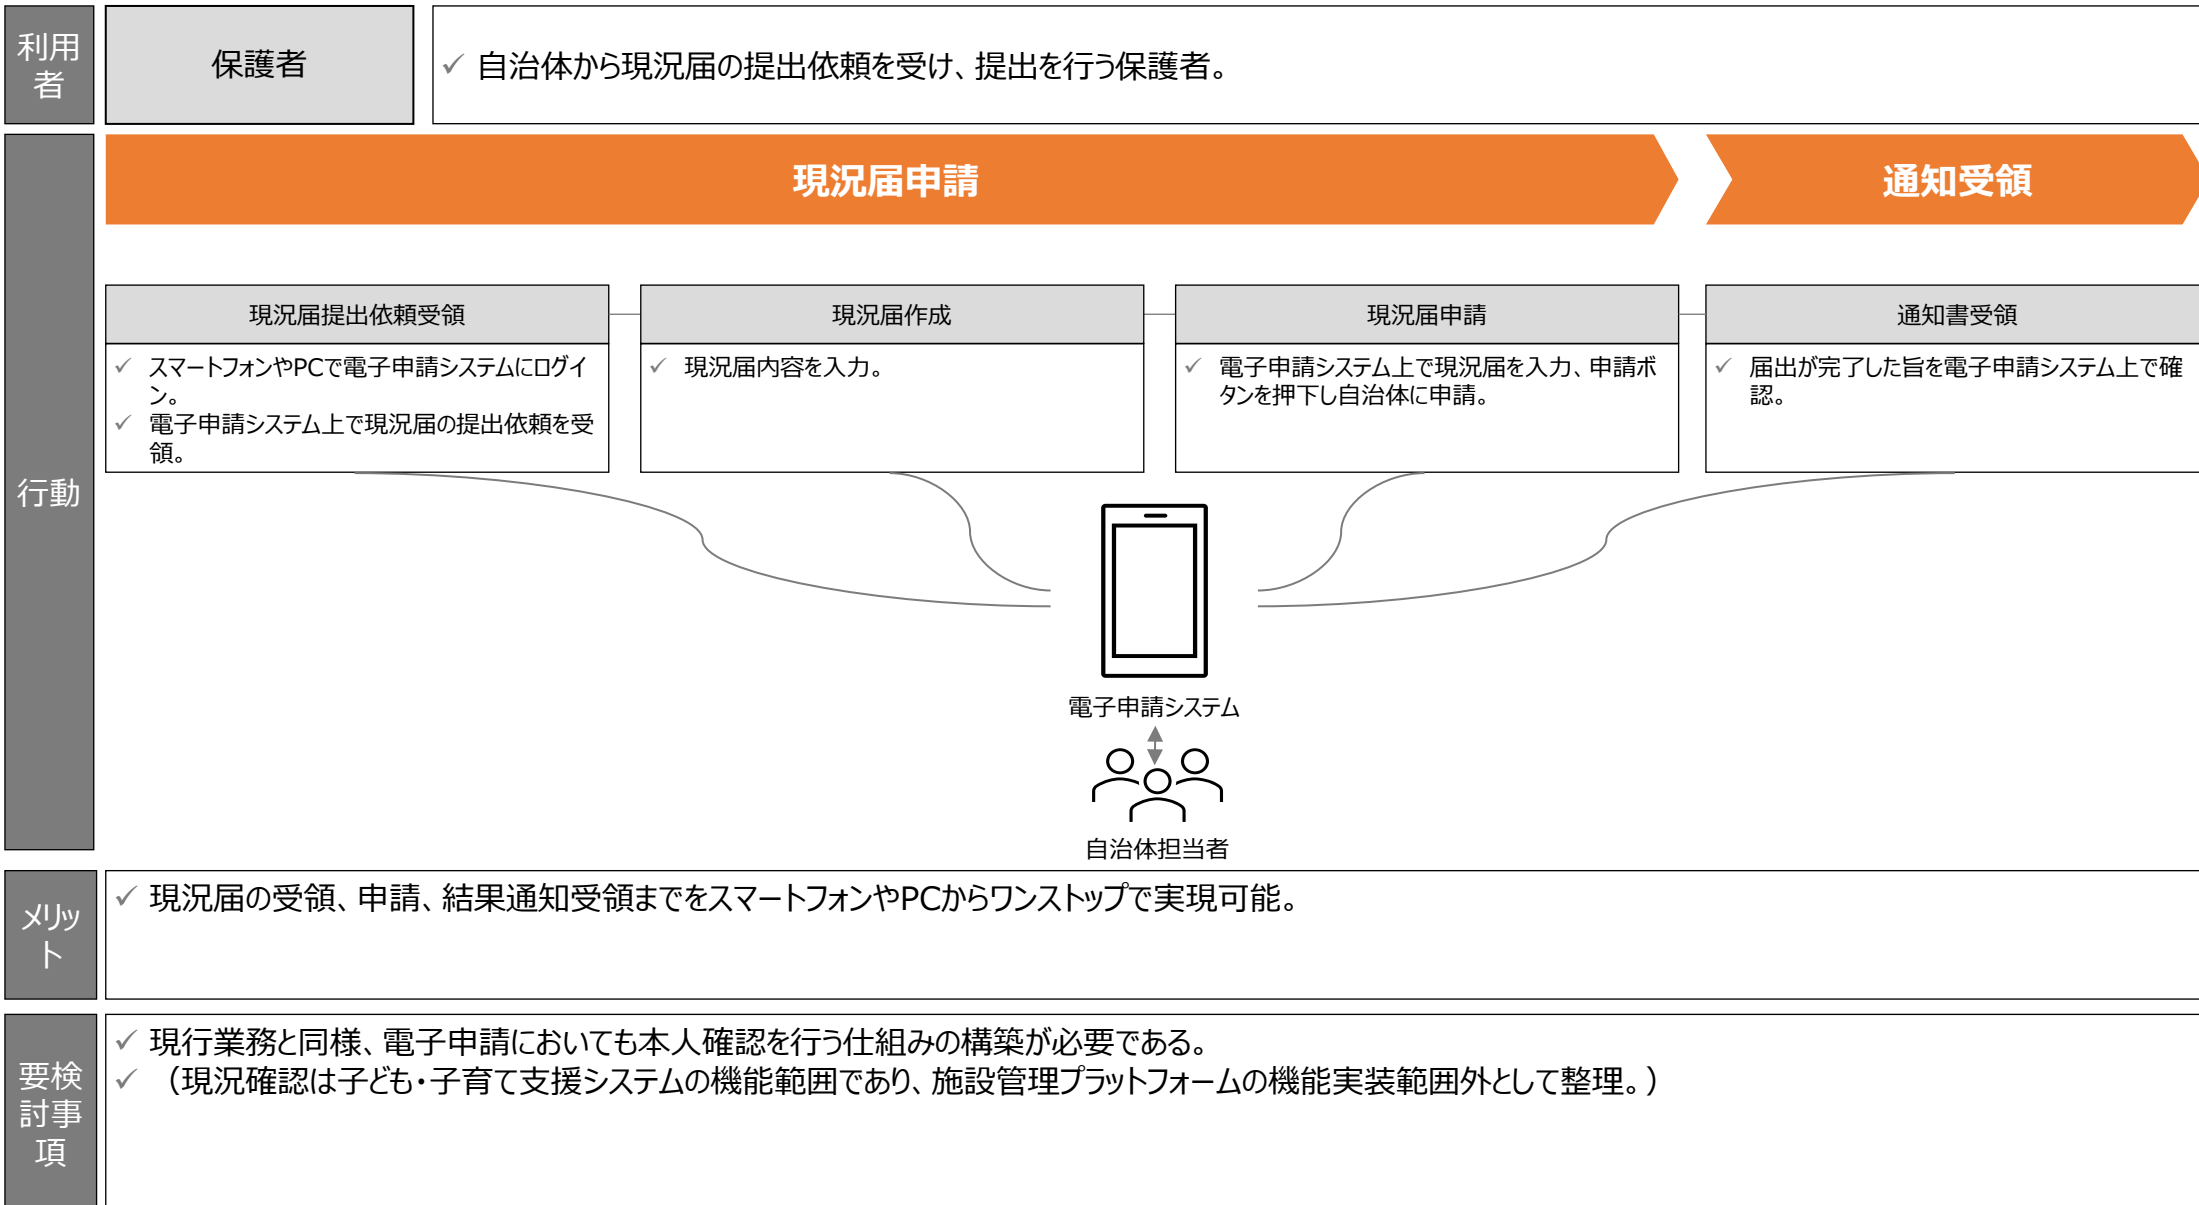 利用
者
保護者
✓ 自治体から現況届の提出依頼を受け、提出を行う保護者。
行動
現況届申請
通知受領
現況届提出依頼受領
✓ スマートフォンやPCで電子申請システムにログイ
ン。
✓ 電子申請システム上で現況届の提出依頼を受
領。
現況届作成
✓ 現況届内容を入力。
現況届申請
✓ 電子申請システム上で現況届を入力、申請ボ
タンを押下し自治体に申請。
通知書受領
✓ 届出が完了した旨を電子申請システム上で確
認。
電子申請システム
自治体担当者
メリッ
ト
✓ 現況届の受領、申請、結果通知受領までをスマートフォンやPCからワンストップで実現可能。
要検
討事
項
✓ 現行業務と同様、電子申請においても本人確認を行う仕組みの構築が必要である。
✓ （現況確認は子ども・子育て支援システムの機能範囲であり、施設管理プラットフォームの機能実装範囲外として整理。）